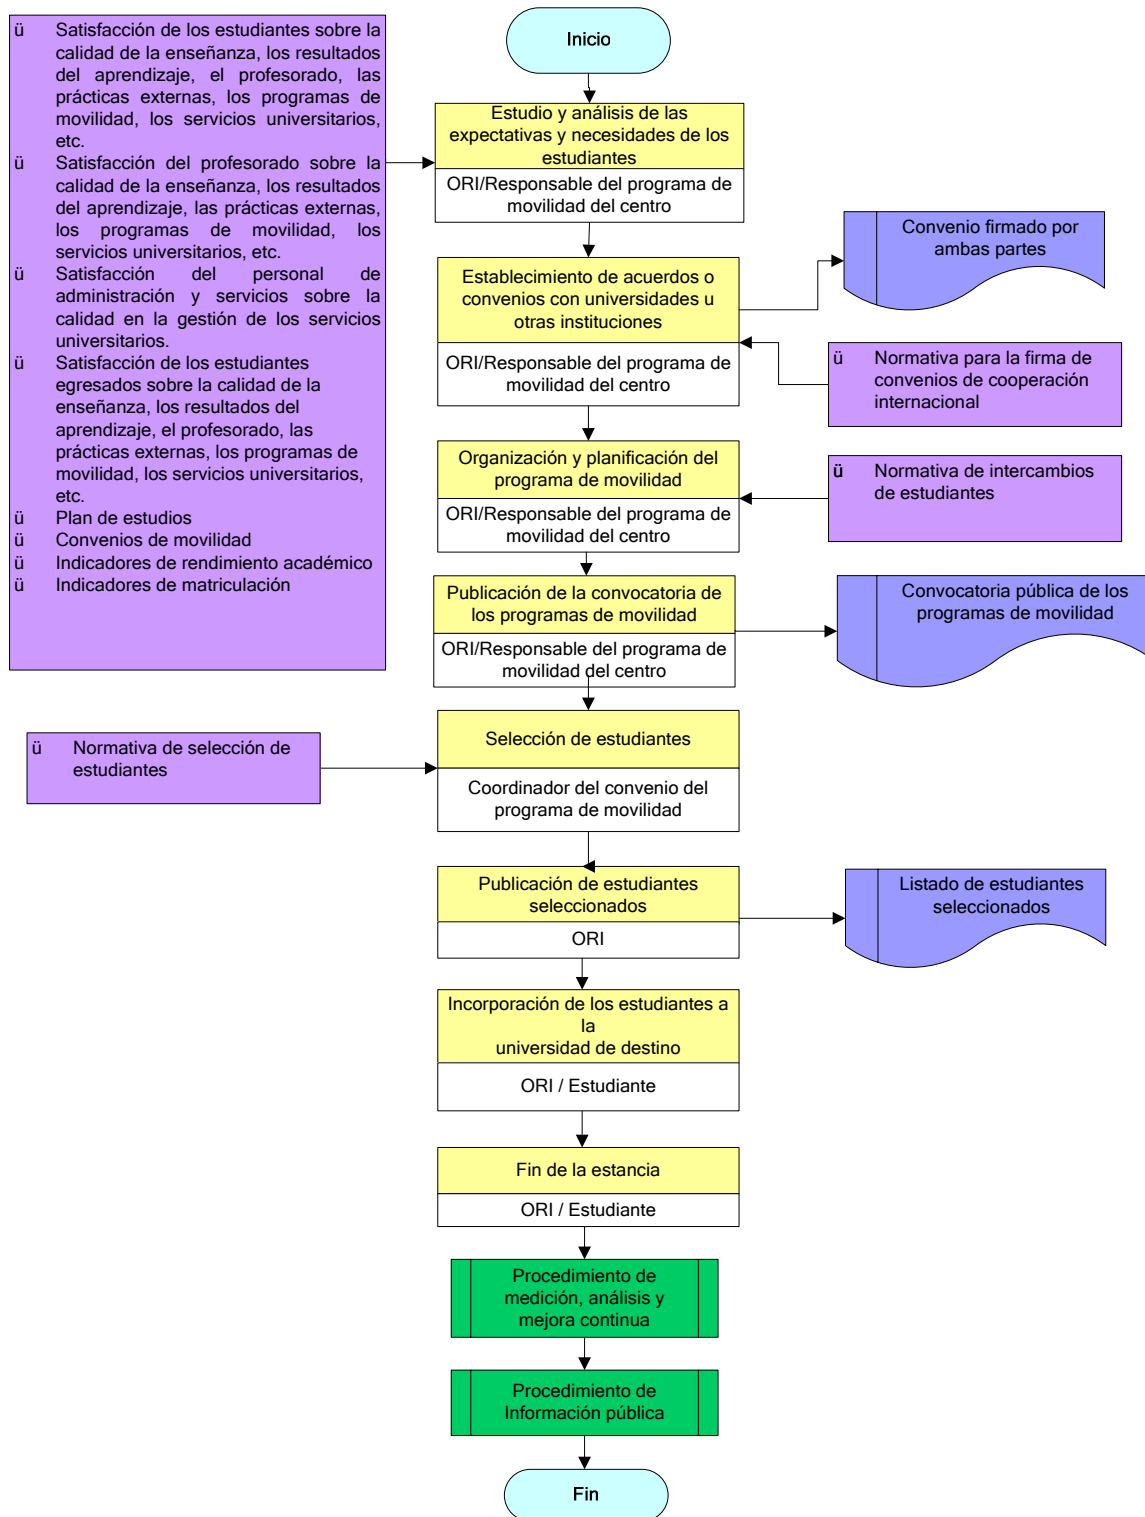 ü Satisfacción de los estudiantes sobre la
calidad de la enseñanza, los resultados
del aprendizaje, el profesorado, las
prácticas externas, los programas de
movilidad, los servicios universitarios,
etc.
ü Satisfacción del profesorado sobre la
calidad de la enseñanza, los resultados
del aprendizaje, las prácticas externas,
los programas de movilidad, los
servicios universitarios, etc.
ü Satisfacción del personal de
administración y servicios sobre la
calidad en la gestión de los servicios
universitarios.
ü Satisfacción de los estudiantes
egresados sobre la calidad de la
enseñanza, los resultados del
aprendizaje, el profesorado, las
prácticas externas, los programas de
movilidad, los servicios universitarios,
etc.
ü Plan de estudios
ü Convenios de movilidad
ü Indicadores de rendimiento académico
ü Indicadores de matriculación
Inicio
Estudio y análisis de las
expectativas y necesidades de los
estudiantes
ORI/Responsable del programa de
movilidad del centro
Establecimiento de acuerdos o
convenios con universidades u
otras instituciones
ORI/Responsable del programa de
movilidad del centro
Convenio firmado por
ambas partes
ü Normativa para la firma de
convenios de cooperación
internacional
Organización y planificación del
programa de movilidad
ORI/Responsable del programa de
movilidad del centro
ü Normativa de intercambios
de estudiantes
Publicación de la convocatoria de
los programas de movilidad
ORI/Responsable del programa de
movilidad del centro
Convocatoria pública de los
programas de movilidad
Selección de estudiantes
Coordinador del convenio del
programa de movilidad
ü Normativa de selección de
estudiantes
Publicación de estudiantes
seleccionados
ORI
Listado de estudiantes
seleccionados
Incorporación de los estudiantes a
la
universidad de destino
ORI / Estudiante
Fin de la estancia
ORI / Estudiante
Procedimiento de
medición, análisis y
mejora continua
Procedimiento de
Información pública
Fin